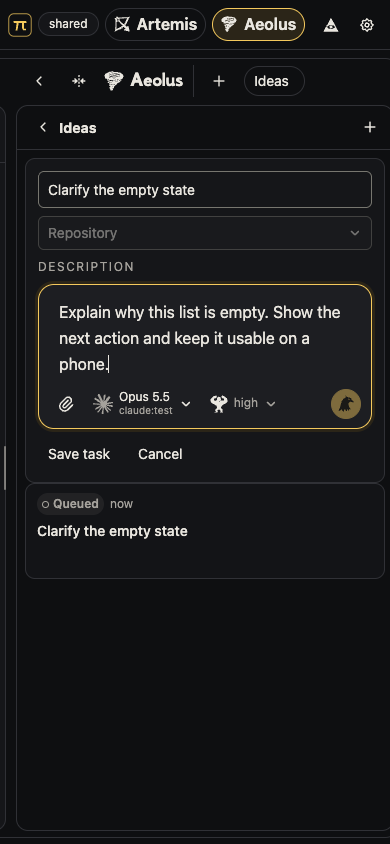 π shared Artemis Aeolus
Aeolus Ideas
Ideas
Clarify the empty state
Repository
DESCRIPTION
Explain why this list is empty. Show the
next action and keep it usable on a
phone.
Opus 5.5 high
claude:test
Save task Cancel
Queued now
Clarify the empty state